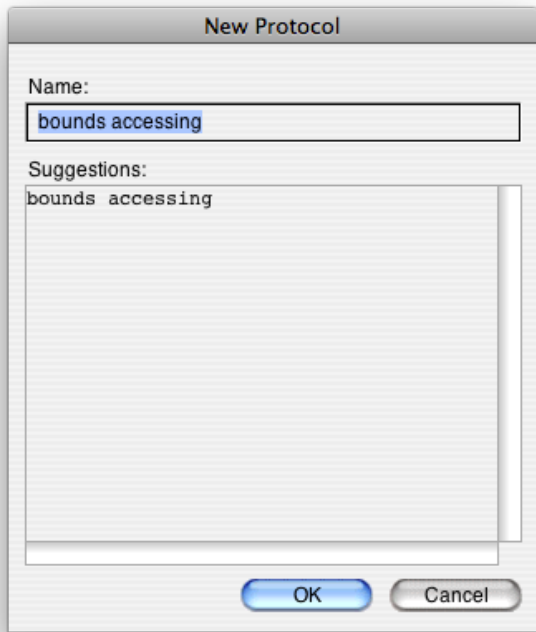 New Protocol
Name:
bounds accessing
Suggestions:
bounds accessing
OK Cancel